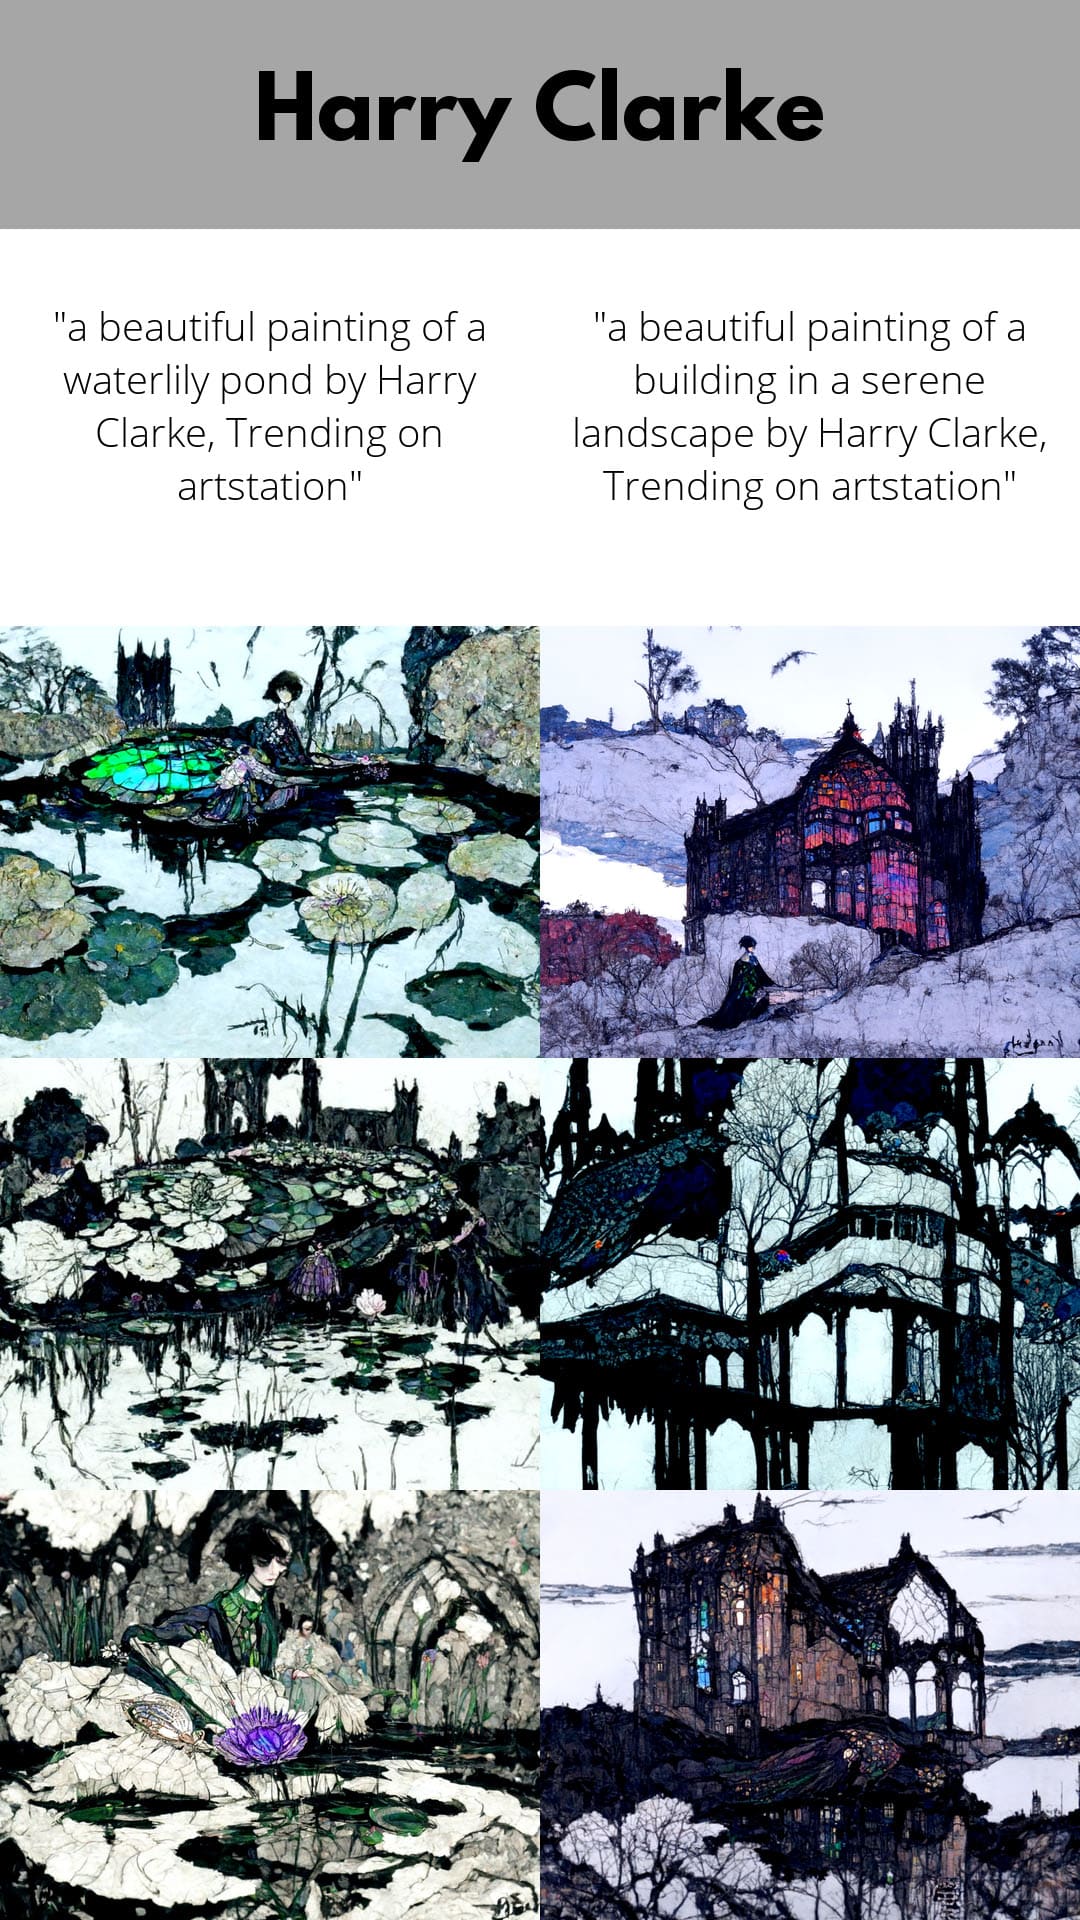 Harry Clarke
"a beautiful painting of a
waterlily pond by Harry
Clarke, Trending on
artstation"
"a beautiful painting of a
building in a serene
landscape by Harry Clarke,
Trending on artstation"